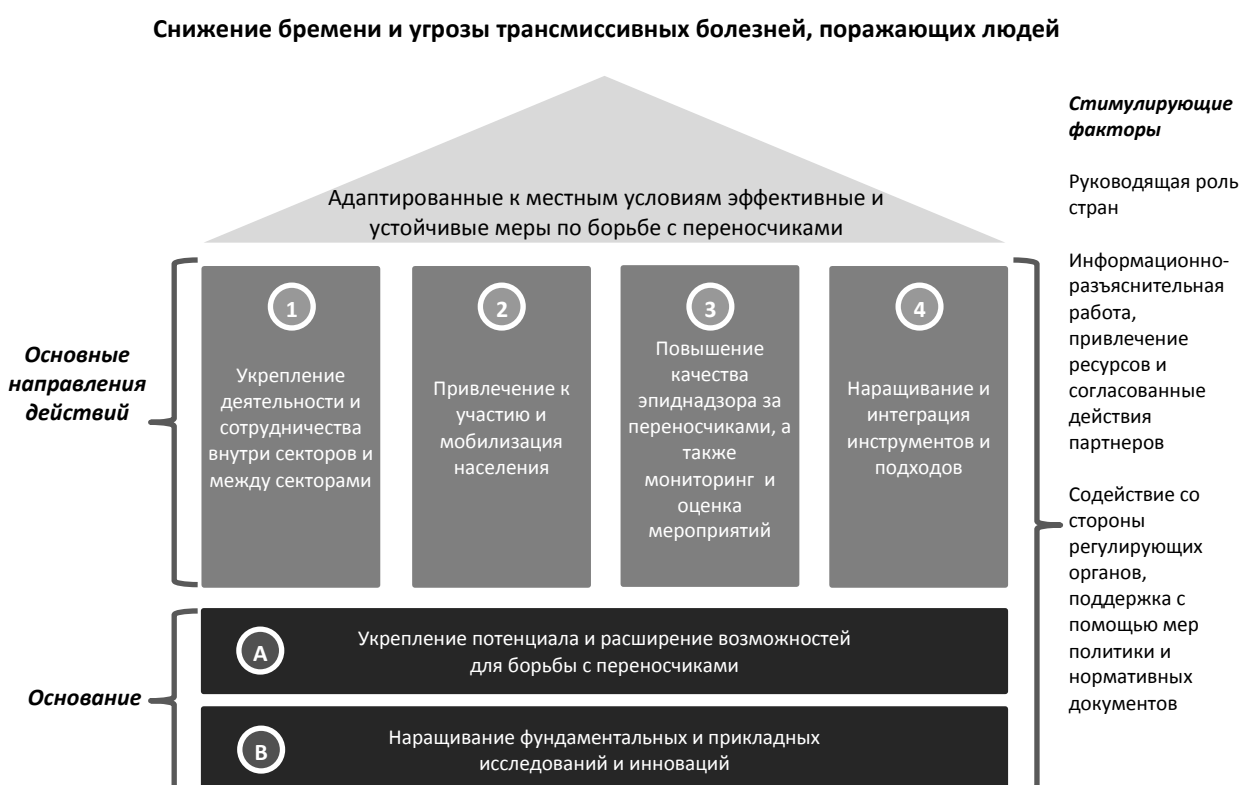 Снижение бремени и угрозы трансмиссивных болезней, поражающих людей
Адаптированные к местным условиям эффективные и
устойчивые меры по борьбе с переносчиками
Основные
направления
действий
1
Укрепление
деятельности и
сотрудничества
внутри секторов и
между секторами
2
Привлечение к
участию и
мобилизация
населения
3
Повышение
качества
эпиднадзора за
переносчиками, а
также
мониторинг и
оценка
мероприятий
4
Наращивание и
интеграция
инструментов и
подходов
Основание
A
Укрепление потенциала и расширение возможностей
для борьбы с переносчиками
B
Наращивание фундаментальных и прикладных
исследований и инноваций
Стимулирующие
факторы
Руководящая роль
стран
Информационно-
разъяснительная
работа,
привлечение
ресурсов и
согласованные
действия
партнеров
Содействие со
стороны
регулирующих
органов,
поддержка с
помощью мер
политики и
нормативных
документов